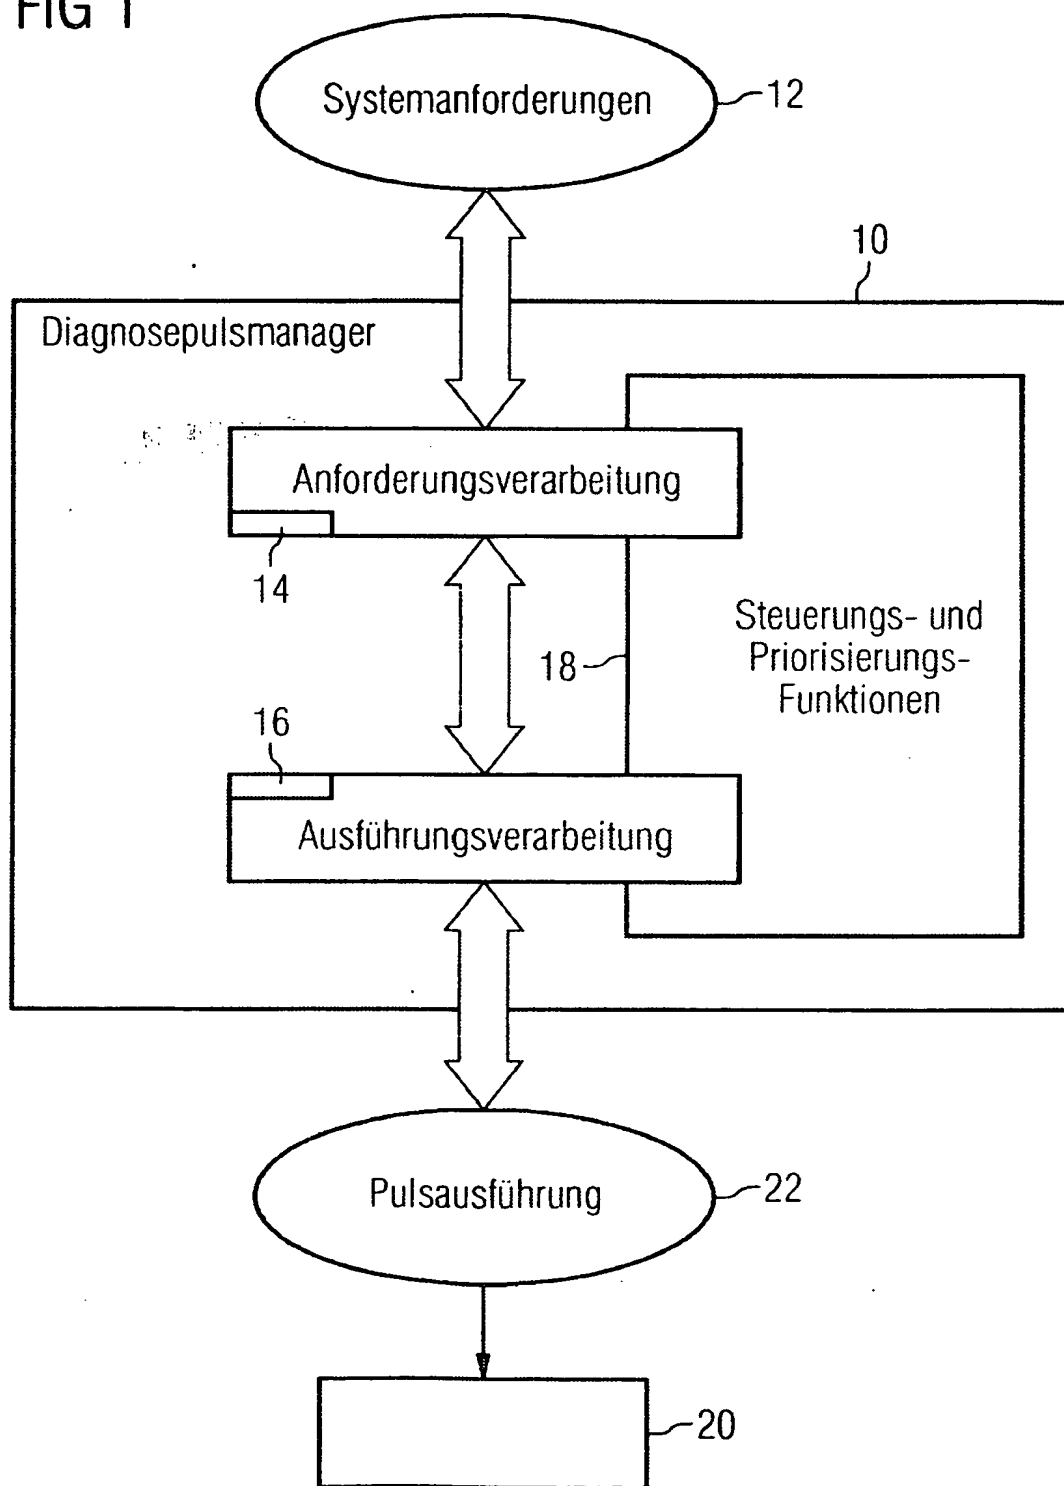 FIG 1
Systemanforderungen
12
10
Diagnosepulsmanager
Anforderungsverarbeitung
14
Steuerungs- und
Priorisierungs-
Funktionen
18
16
Ausführungsverarbeitung
Pulsausführung
22
20